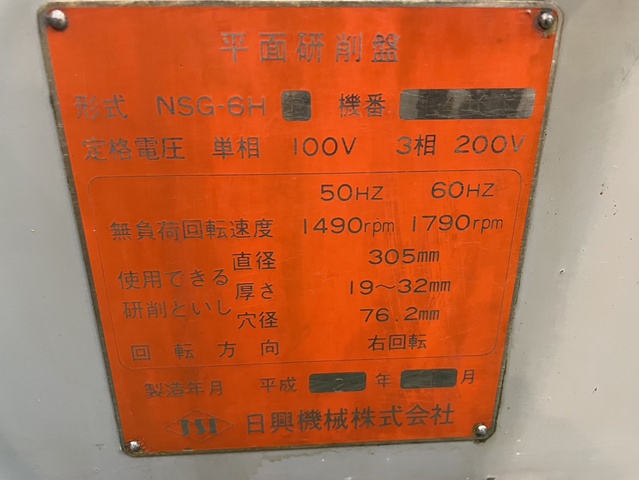 平面研削盤
形式 NSG-6H 機番
定格電圧 単相 100V 3相 200V
50HZ 60HZ
無負荷回転速度 1490rpm 1790rpm
使用できる研削といし
直径 305mm
厚さ 19～32mm
穴径 76.2mm
回転方向 右回転
製造年月 平成 2 年 月
日興機械株式会社